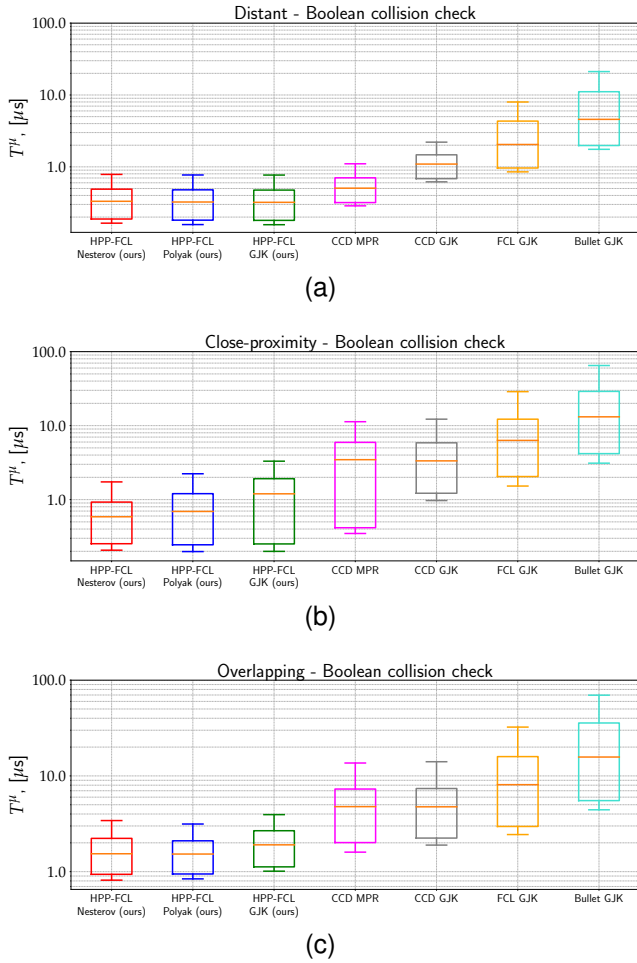 Distant - Boolean collision check
100.0
10.0
1.0
T^μ, [μs]
HPP-FCL HPP-FCL HPP-FCL CCD MPR CCD GJK FCL GJK Bullet GJK
Nesterov (ours) Polyak (ours) GJK (ours)
(a)
Close-proximity - Boolean collision check
100.0
10.0
1.0
T^μ, [μs]
HPP-FCL HPP-FCL HPP-FCL CCD MPR CCD GJK FCL GJK Bullet GJK
Nesterov (ours) Polyak (ours) GJK (ours)
(b)
Overlapping - Boolean collision check
100.0
10.0
1.0
T^μ, [μs]
HPP-FCL HPP-FCL HPP-FCL CCD MPR CCD GJK FCL GJK Bullet GJK
Nesterov (ours) Polyak (ours) GJK (ours)
(c)